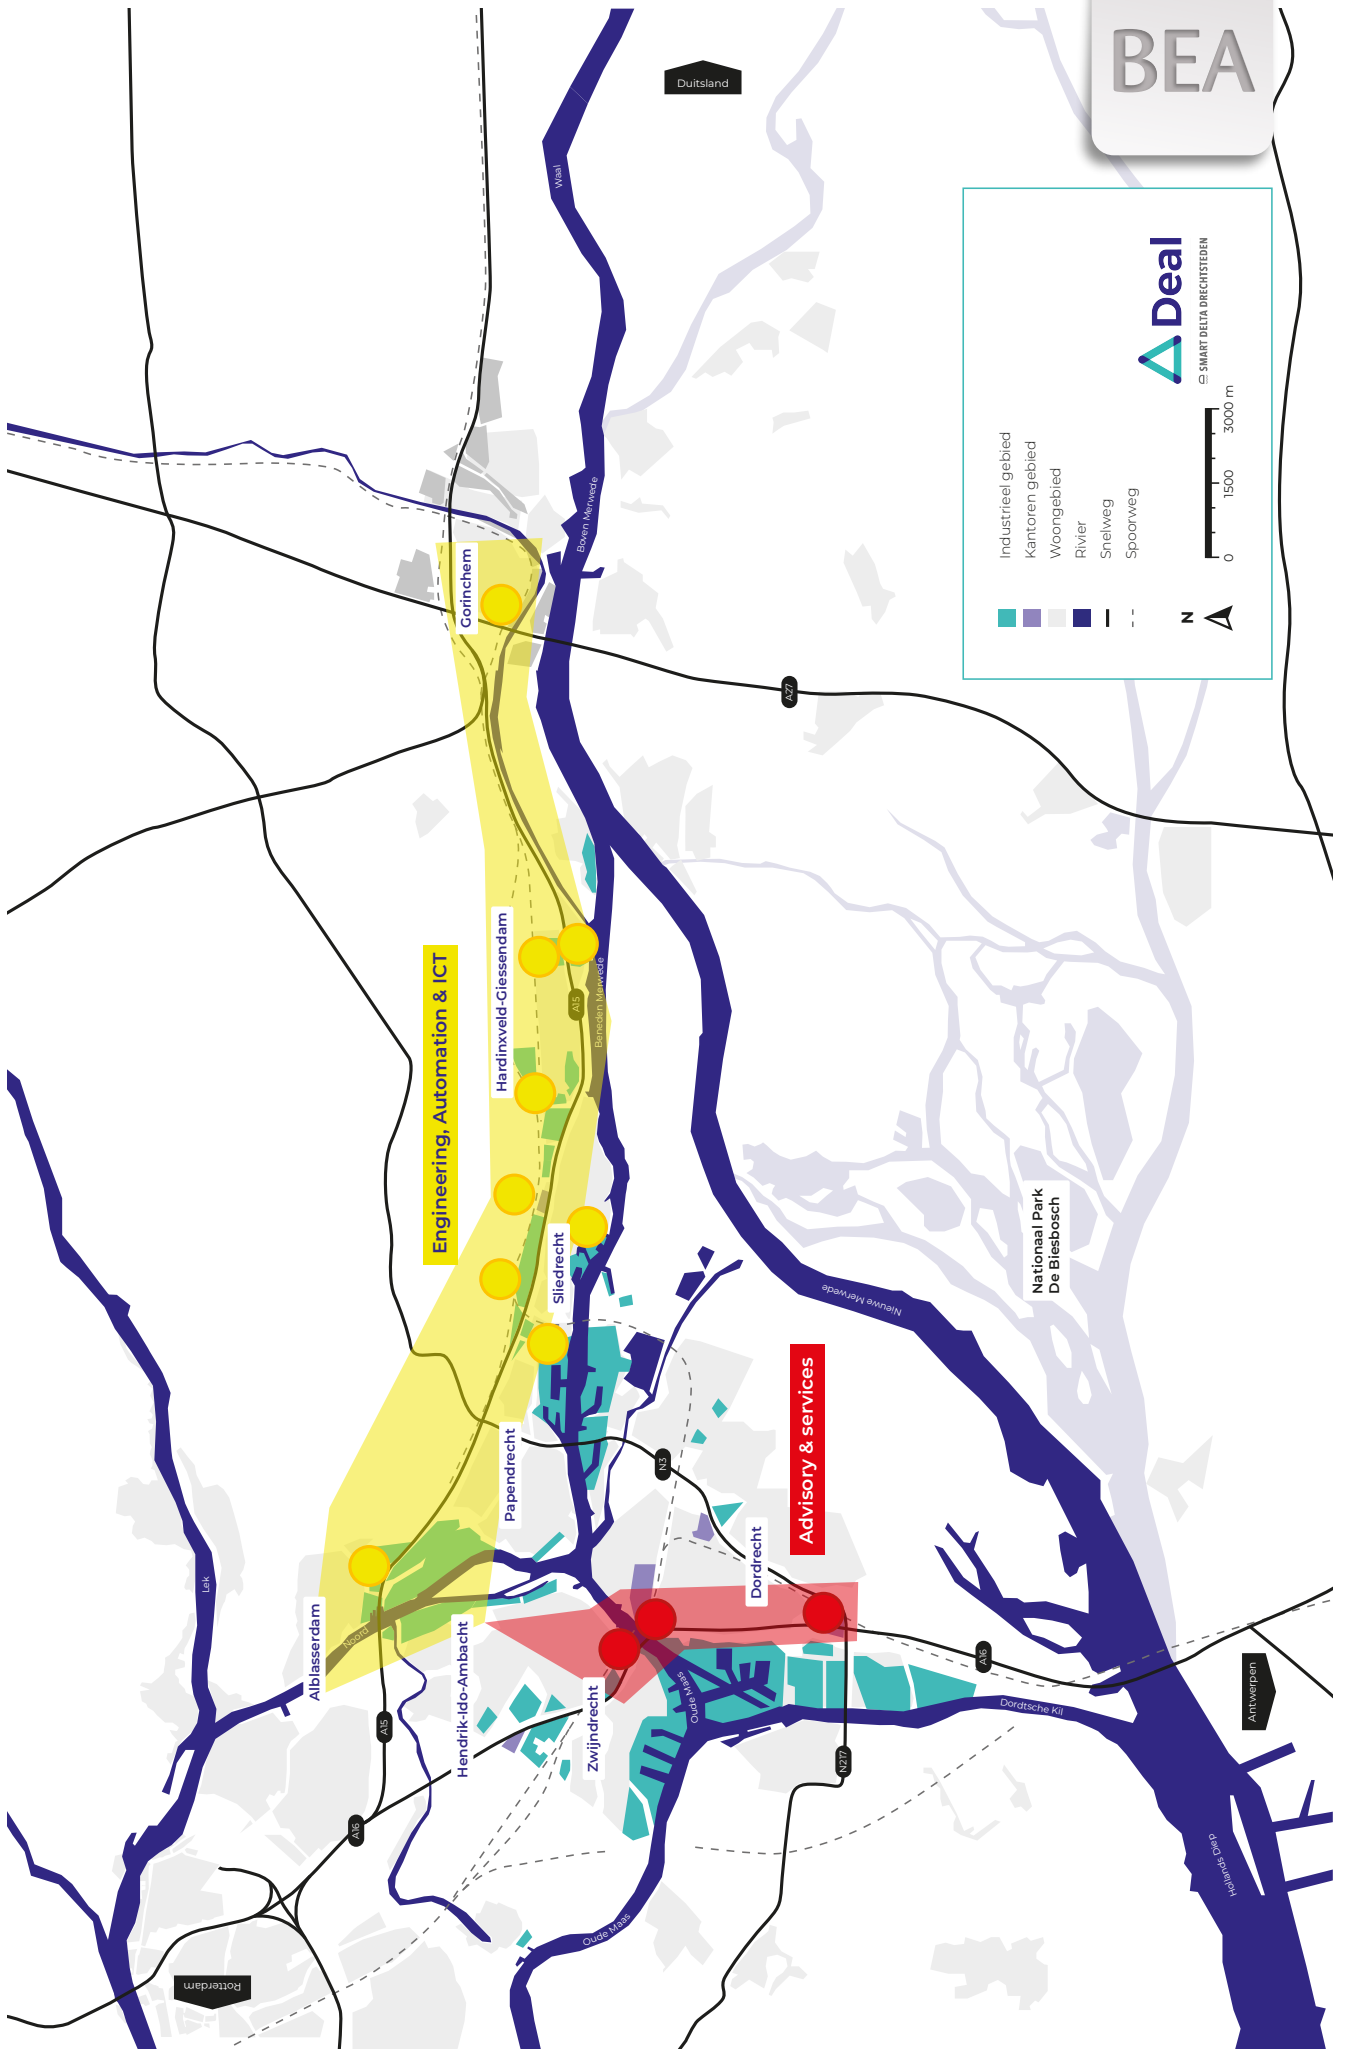 BEA
Duitsland
Waal
Boven Merwede
Gorinchem
A27
Industrieel gebied
Kantoren gebied
Woongebied
Rivier
Snelweg
Spoorweg
N
0 1500 3000 m
Deal
SMART DELTA DRECHTSTEDEN
Engineering, Automation & ICT
Hardinxveld-Giessendam
A15
Beneden Merwede
Sliedrecht
Nieuwe Merwede
Nationaal Park
De Biesbosch
Papendrecht
N3
Advisory & services
Dordrecht
Lek
Alblasserdam
Noord
Hendrik-Ido-Ambacht
Zwijndrecht
Oude Maas
A16
Dordtsche Kil
Antwerpen
A15
A16
N217
Hollands Diep
Oude Maas
Rotterdam